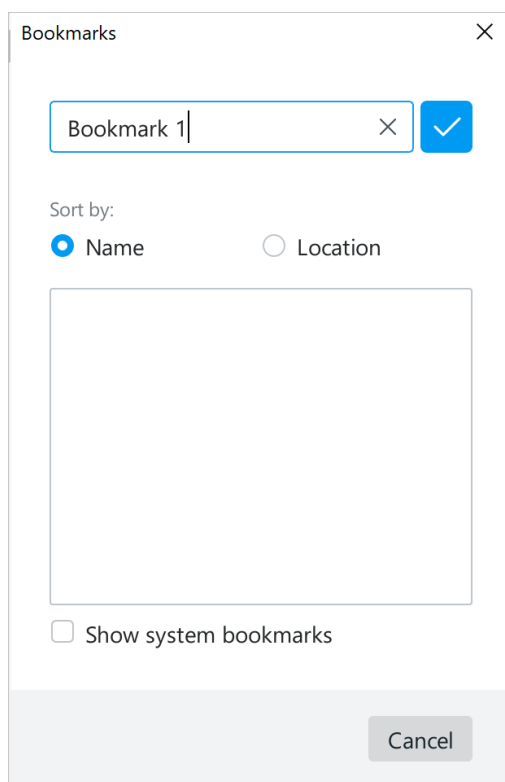 Bookmarks
Bookmark 1
Sort by:
Name Location
Show system bookmarks
Cancel